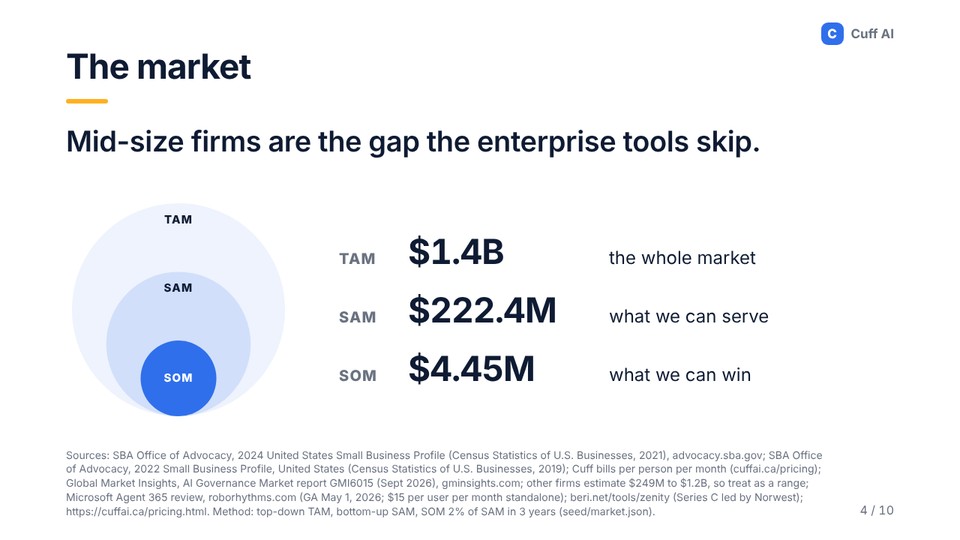 C Cuff AI
The market
Mid-size firms are the gap the enterprise tools skip.
TAM
SAM
SOM
TAM $1.4B the whole market
SAM $222.4M what we can serve
SOM $4.45M what we can win
Sources: SBA Office of Advocacy, 2024 United States Small Business Profile (Census Statistics of U.S. Businesses, 2021), advocacy.sba.gov; SBA Office
of Advocacy, 2022 Small Business Profile, United States (Census Statistics of U.S. Businesses, 2019); Cuff bills per person per month (cuffai.ca/pricing);
Global Market Insights, AI Governance Market report GMI6015 (Sept 2026), gminsights.com; other firms estimate $249M to $1.2B, so treat as a range;
Microsoft Agent 365 review, roborhythms.com (GA May 1, 2026; $15 per user per month standalone); beri.net/tools/zenity (Series C led by Norwest);
https://cuffai.ca/pricing.html. Method: top-down TAM, bottom-up SAM, SOM 2% of SAM in 3 years (seed/market.json).
4 / 10